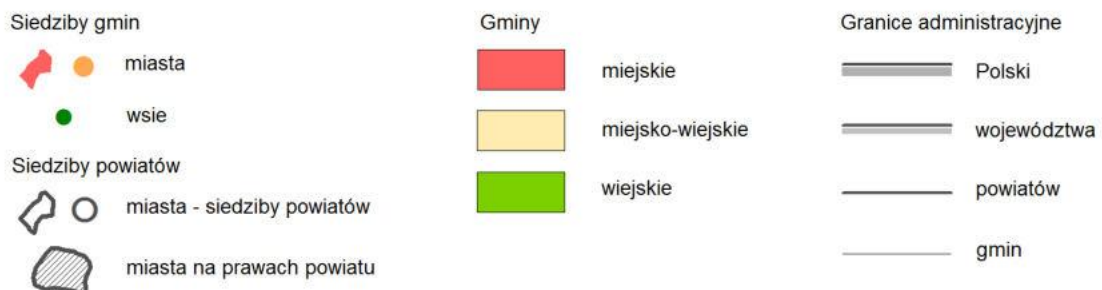 Siedziby gmin
miasta
wsie
Siedziby powiatów
miasta - siedziby powiatów
miasta na prawach powiatu
Gminy
miejskie
miejsko-wiejskie
wiejskie
Granice administracyjne
Polski
województwa
powiatów
gmin